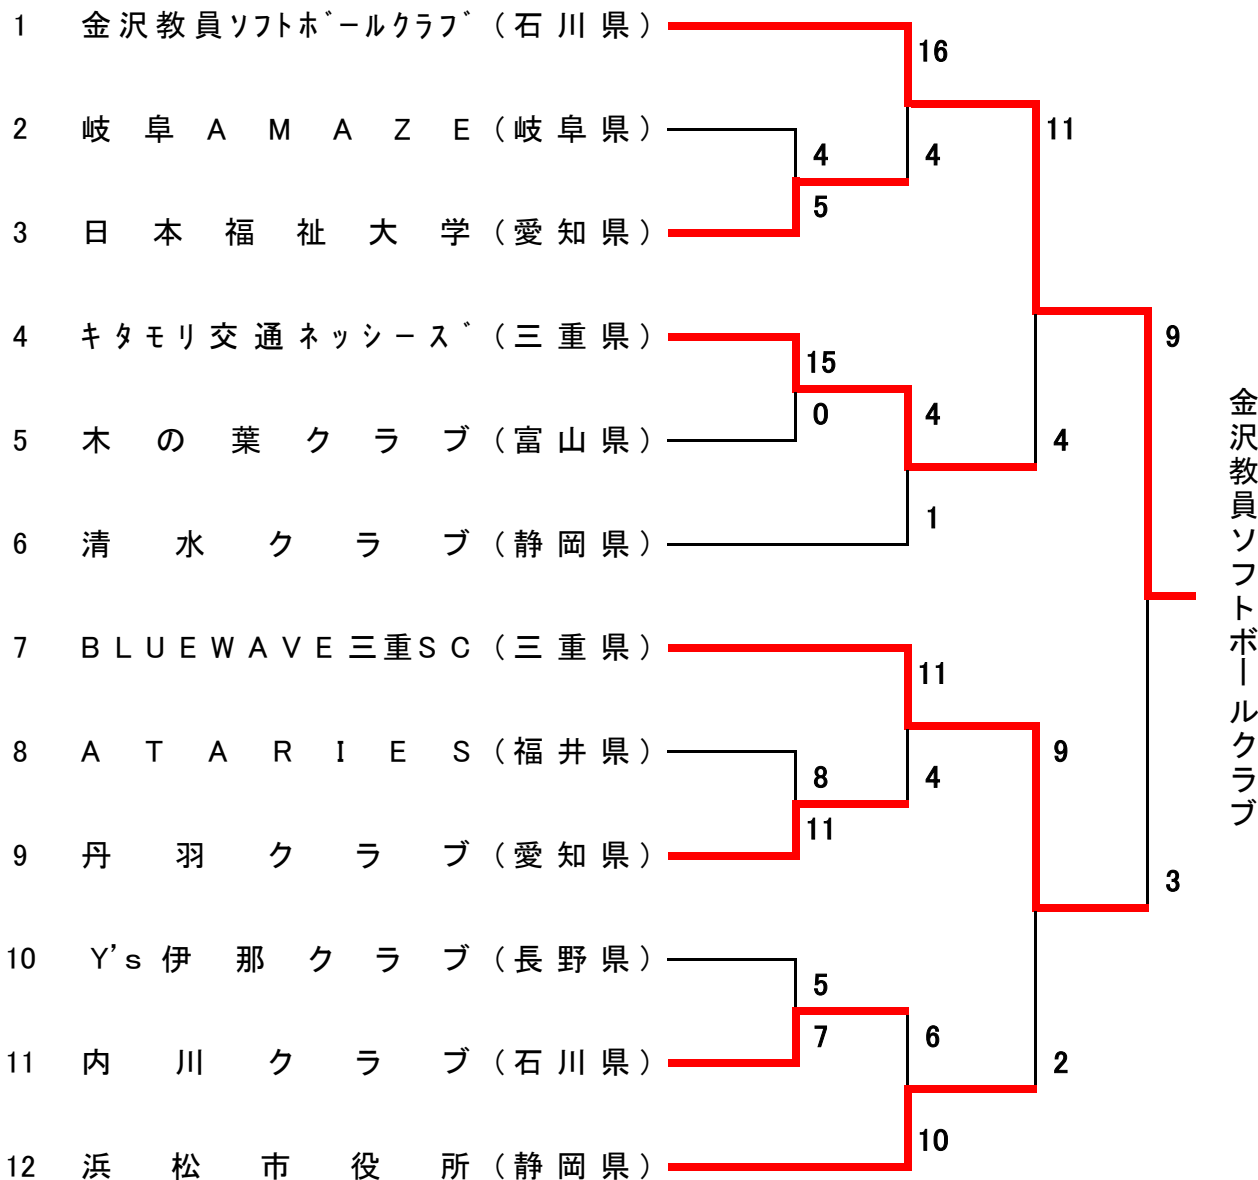 1 金沢教員ソフトボールクラブ（石川県）
16
2 岐阜AMAZE（岐阜県）
11
4 4
5
3 日本福祉大学（愛知県）
4 キタモリ交通ネッシーズ（三重県）
9
15
0 4
5 木の葉クラブ（富山県）
4
1
6 清水クラブ（静岡県）
金沢教員ソフトボールクラブ
7 BLUEWAVE三重SC（三重県）
11
8 ATARIES（福井県）
9
8 4
11
9 丹羽クラブ（愛知県）
3
10 Y's伊那クラブ（長野県）
5
7 6
11 内川クラブ（石川県）
2
10
12 浜松市役所（静岡県）